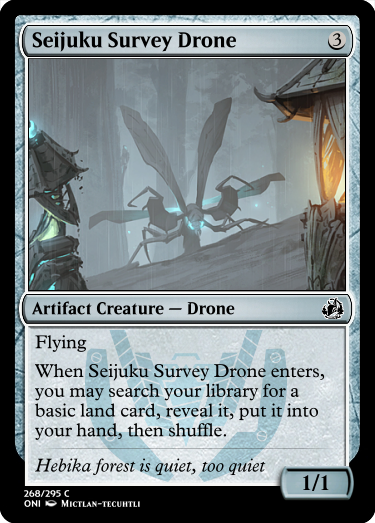 Seijuku Survey Drone 3
Artifact Creature — Drone
Flying
When Seijuku Survey Drone enters,
you may search your library for a
basic land card, reveal it, put it into
your hand, then shuffle.
Hebika forest is quiet, too quiet
1/1
268/295 C
ONI Mictlan-tecuhtli